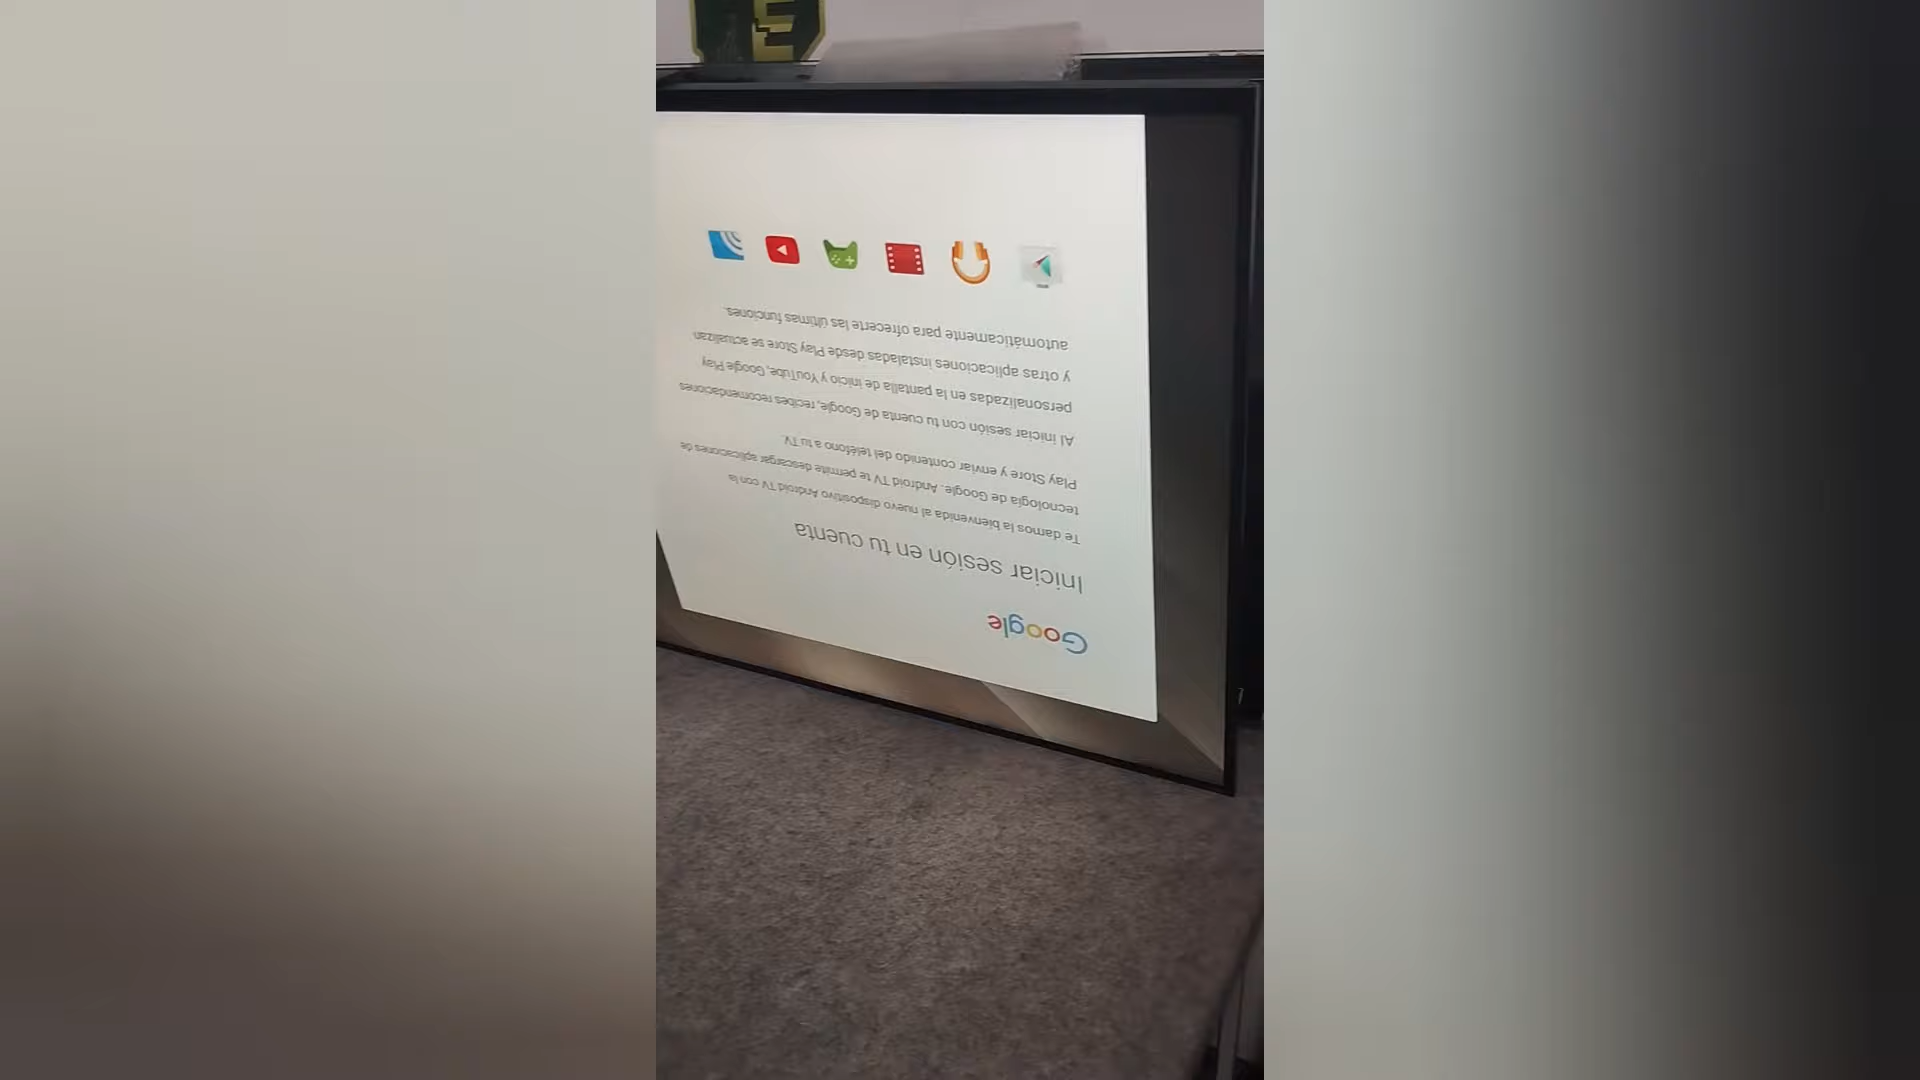 Google
Iniciar sesión en tu cuenta
Te damos la bienvenida al nuevo dispositivo Android TV con la
tecnología de Google. Android TV te permite descargar aplicaciones de
Play Store y enviar contenido del teléfono a tu TV.
Al iniciar sesión con tu cuenta de Google, recibes recomendaciones
personalizadas en la pantalla de inicio y YouTube, Google Play
y otras aplicaciones instaladas desde Play Store se actualizan
automáticamente para ofrecerte las últimas funciones.